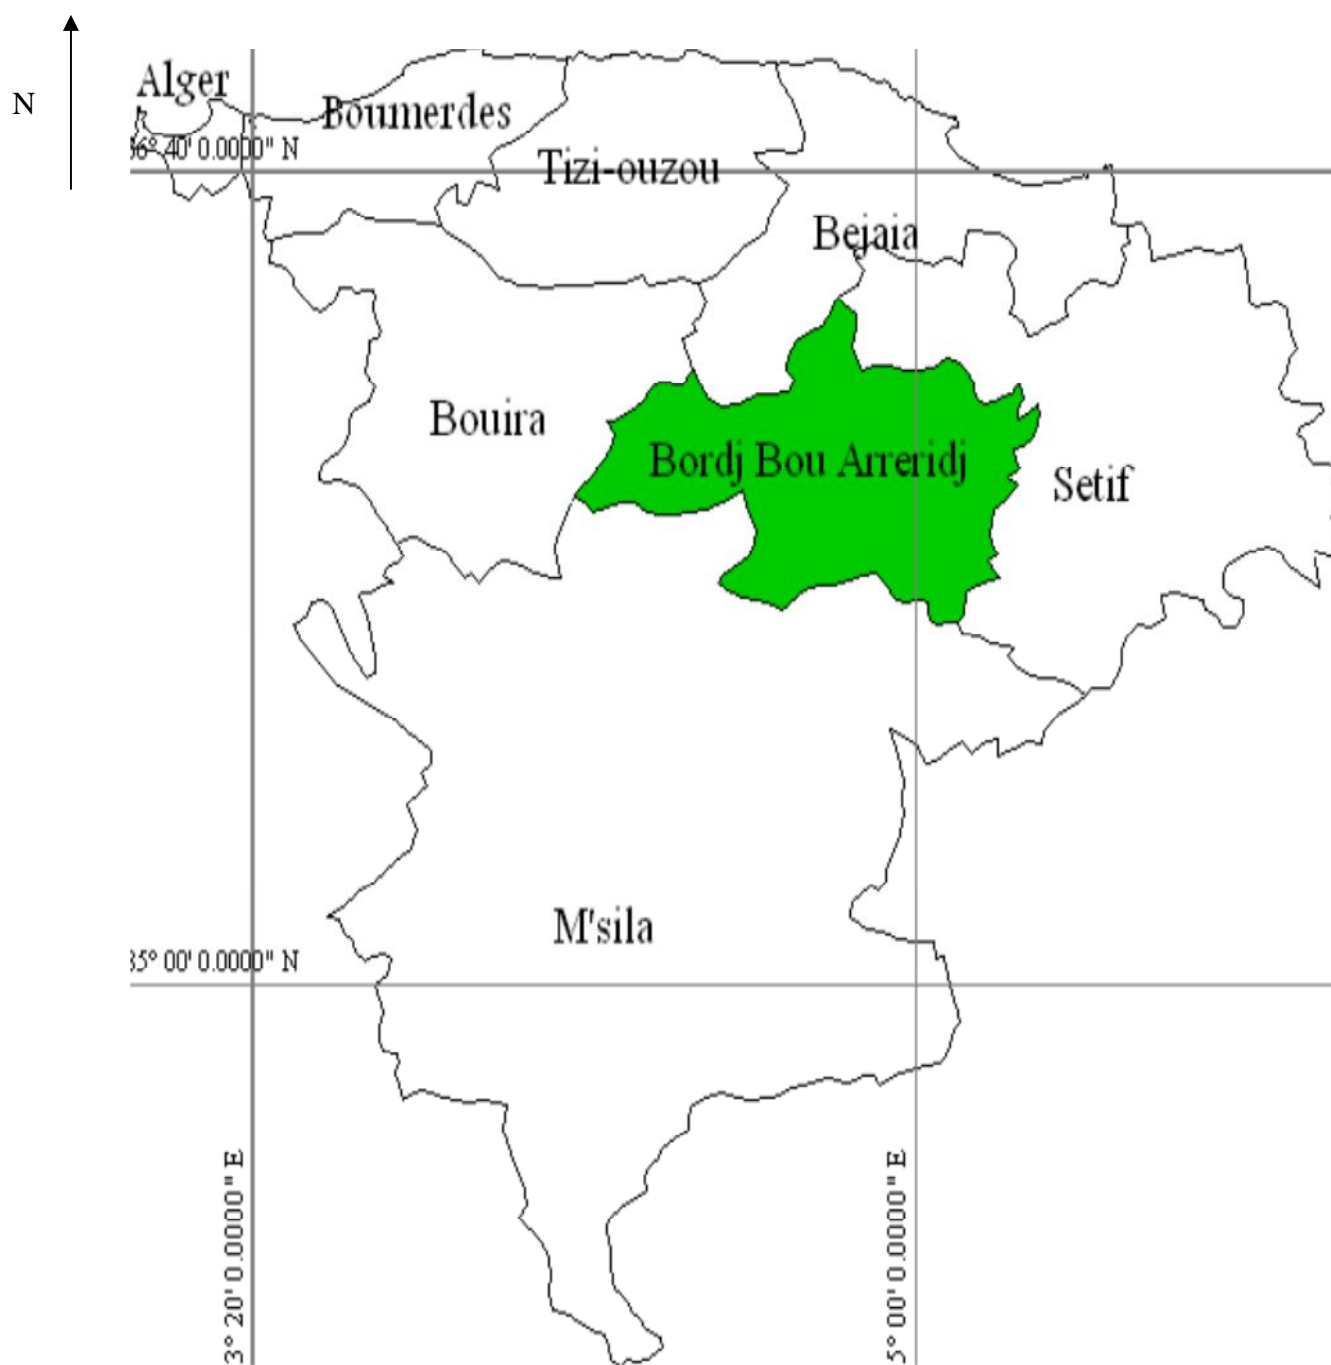 Alger
N
Boumerdes
36° 40' 0.0000" N
Tizi-ouzou
Bejaia
Bouira
Bordj Bou Arreridj
Setif
M'sila
35° 00' 0.0000" N
3° 20' 0.0000" E
5° 00' 0.0000" E